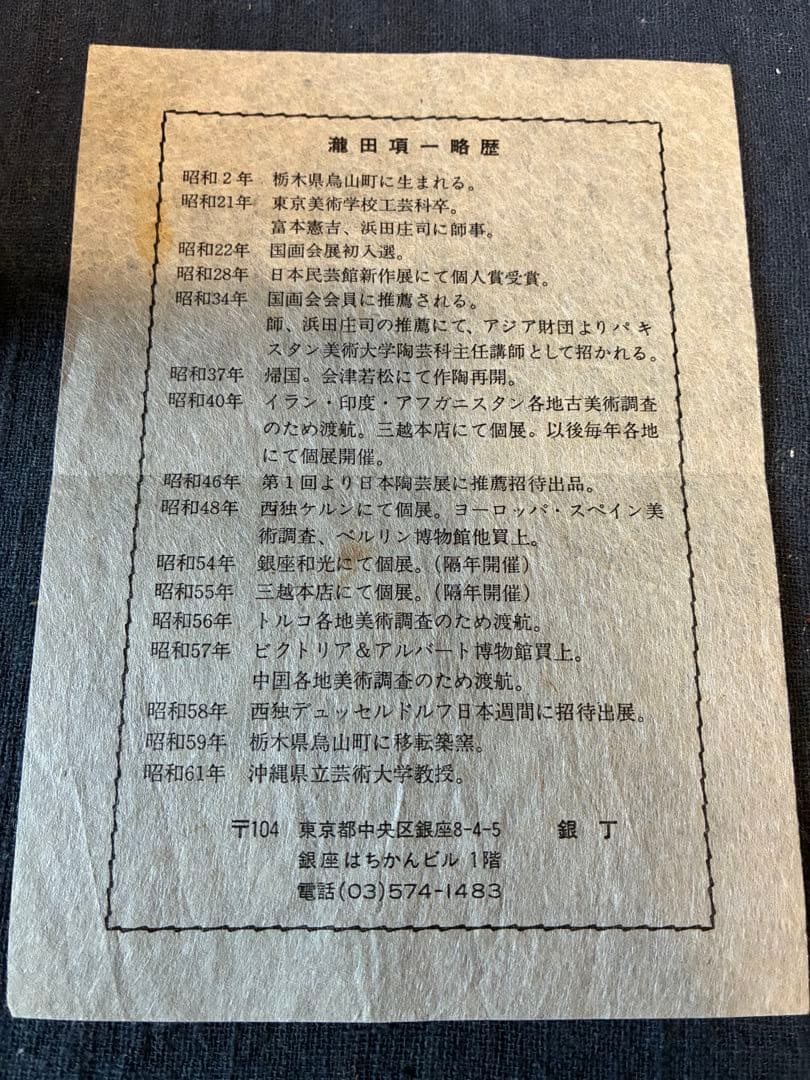 瀧田項一略歴
昭和2年 栃木県烏山町に生まれる。
昭和21年 東京美術学校工芸科卒。
富本憲吉、浜田庄司に師事。
昭和22年 国画会展初入選。
昭和28年 日本民芸館新作展にて個人賞受賞。
昭和34年 国画会会員に推薦される。
師、浜田庄司の推薦にて、アジア財団よりパキ
スタン美術大学陶芸科主任講師として招かれる。
昭和37年 帰国。会津若松にて作陶再開。
昭和40年 イラン・印度・アフガニスタン各地古美術調査
のため渡航。三越本店にて個展。以後毎年各地
にて個展開催。
昭和46年 第1回より日本陶芸展に推薦招待出品。
昭和48年 西独ケルンにて個展。ヨーロッパ・スペイン美
術調査、ベルリン博物館他買上。
昭和54年 銀座和光にて個展。(隔年開催)
昭和55年 三越本店にて個展。(隔年開催)
昭和56年 トルコ各地美術調査のため渡航。
昭和57年 ビクトリア&アルバート博物館買上。
中国各地美術調査のため渡航。
昭和58年 西独デュッセルドルフ日本週間に招待出展。
昭和59年 栃木県烏山町に移転築窯。
昭和61年 沖縄県立芸術大学教授。
〒104 東京都中央区銀座8-4-5 銀丁
銀座はちかんビル1階
電話(03)574-1483